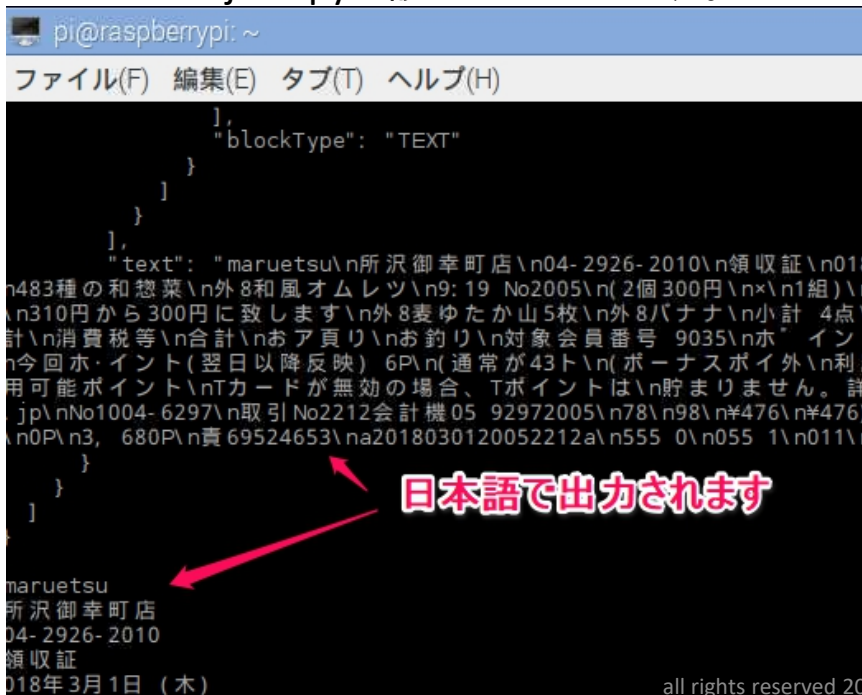 pi@raspberrypi: ~
ファイル(F) 編集(E) タブ(T) ヘルプ(H)
],
"blockType": "TEXT"
}
]
}
],
"text": "maruetsu\n所沢御幸町店\n04-2926-2010\n領収証\n018
n483種の和惣菜\n外8和風オムレツ\n9:19 No2005\n(2個300円\n×\n1組)\
\n310円から300円に致します\n外8麦ゆたか山5枚\n外8バナナ\n小計 4点
計\n消費税等\n合計\nおア頁り\nお釣り\n対象会員番号 9035\nホ゛イン
n今回ホ・イント(翌日以降反映) 6P\n(通常が43ト\n(ボーナスポイ外\n利
用可能ポイント\nTカードが無効の場合、Tポイントは\n貯まりません。詳
.jp\nNo1004-6297\n取引No2212会計機05 92972005\n78\n98\n¥476\n¥476
\n0P\n3, 680P\n責69524653\na2018030120052212a\n555 0\n055 1\n011\
}
}
]
}
日本語で出力されます
maruetsu
所沢御幸町店
04-2926-2010
領収証
018年3月1日 (木)
all rights reserved 20